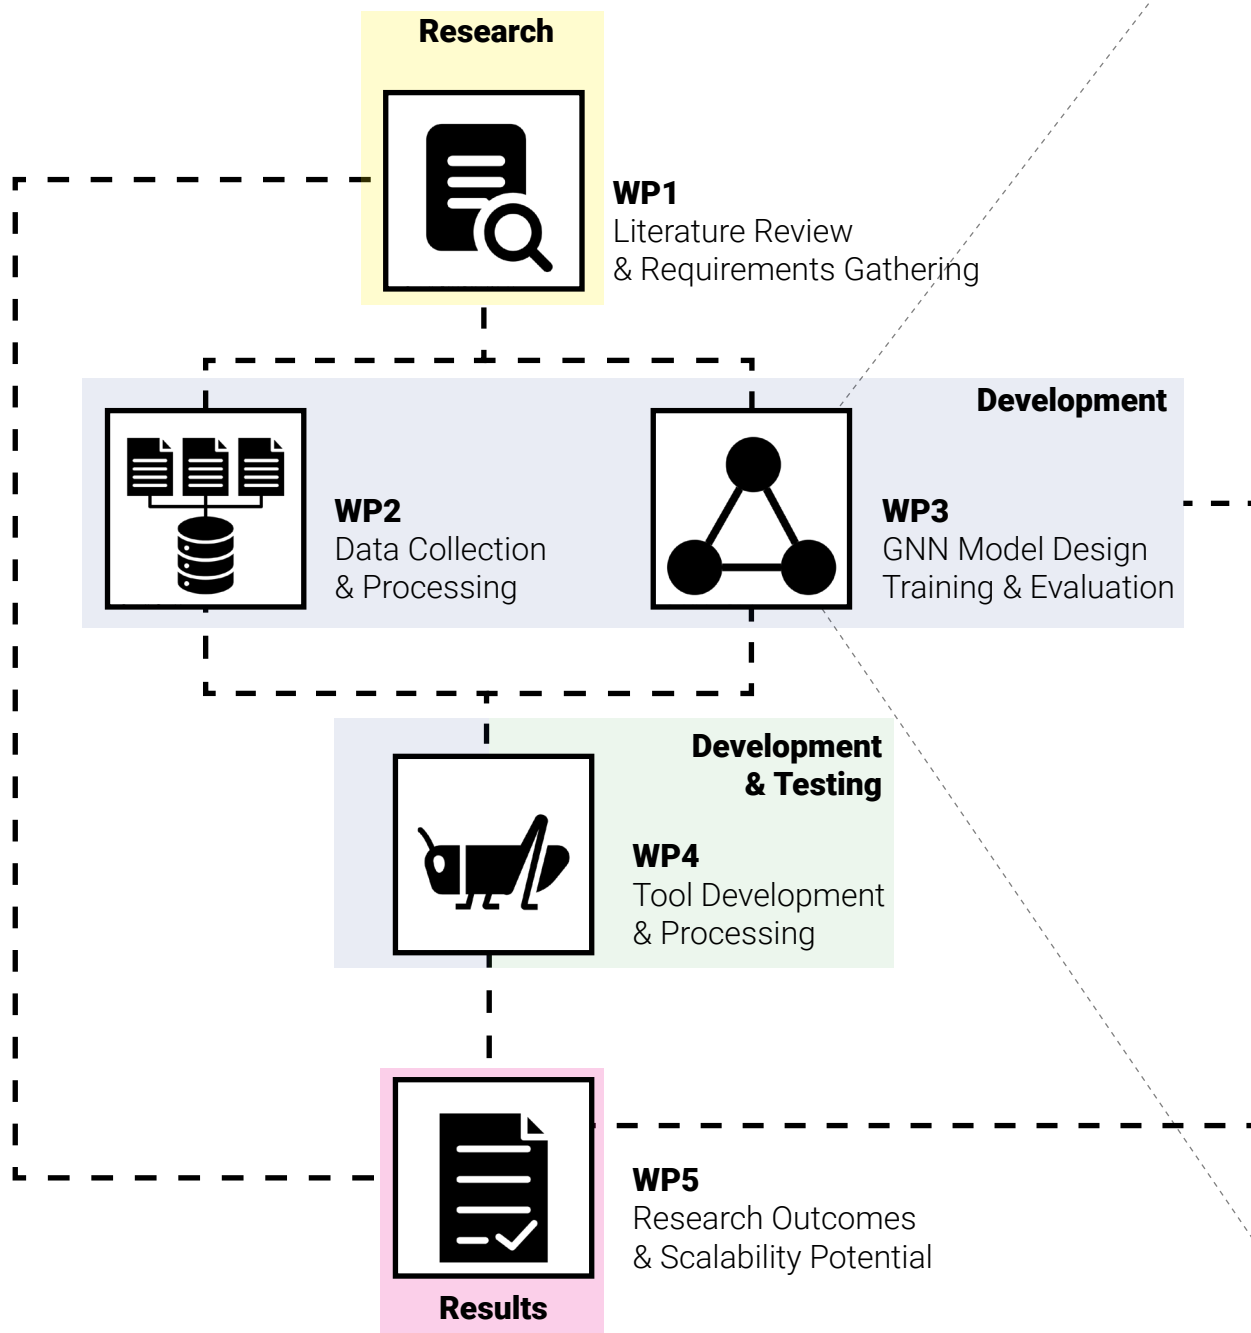 Research
WP1
Literature Review
& Requirements Gathering
Development
WP2
Data Collection
& Processing
WP3
GNN Model Design
Training & Evaluation
Development
& Testing
WP4
Tool Development
& Processing
WP5
Research Outcomes
& Scalability Potential
Results